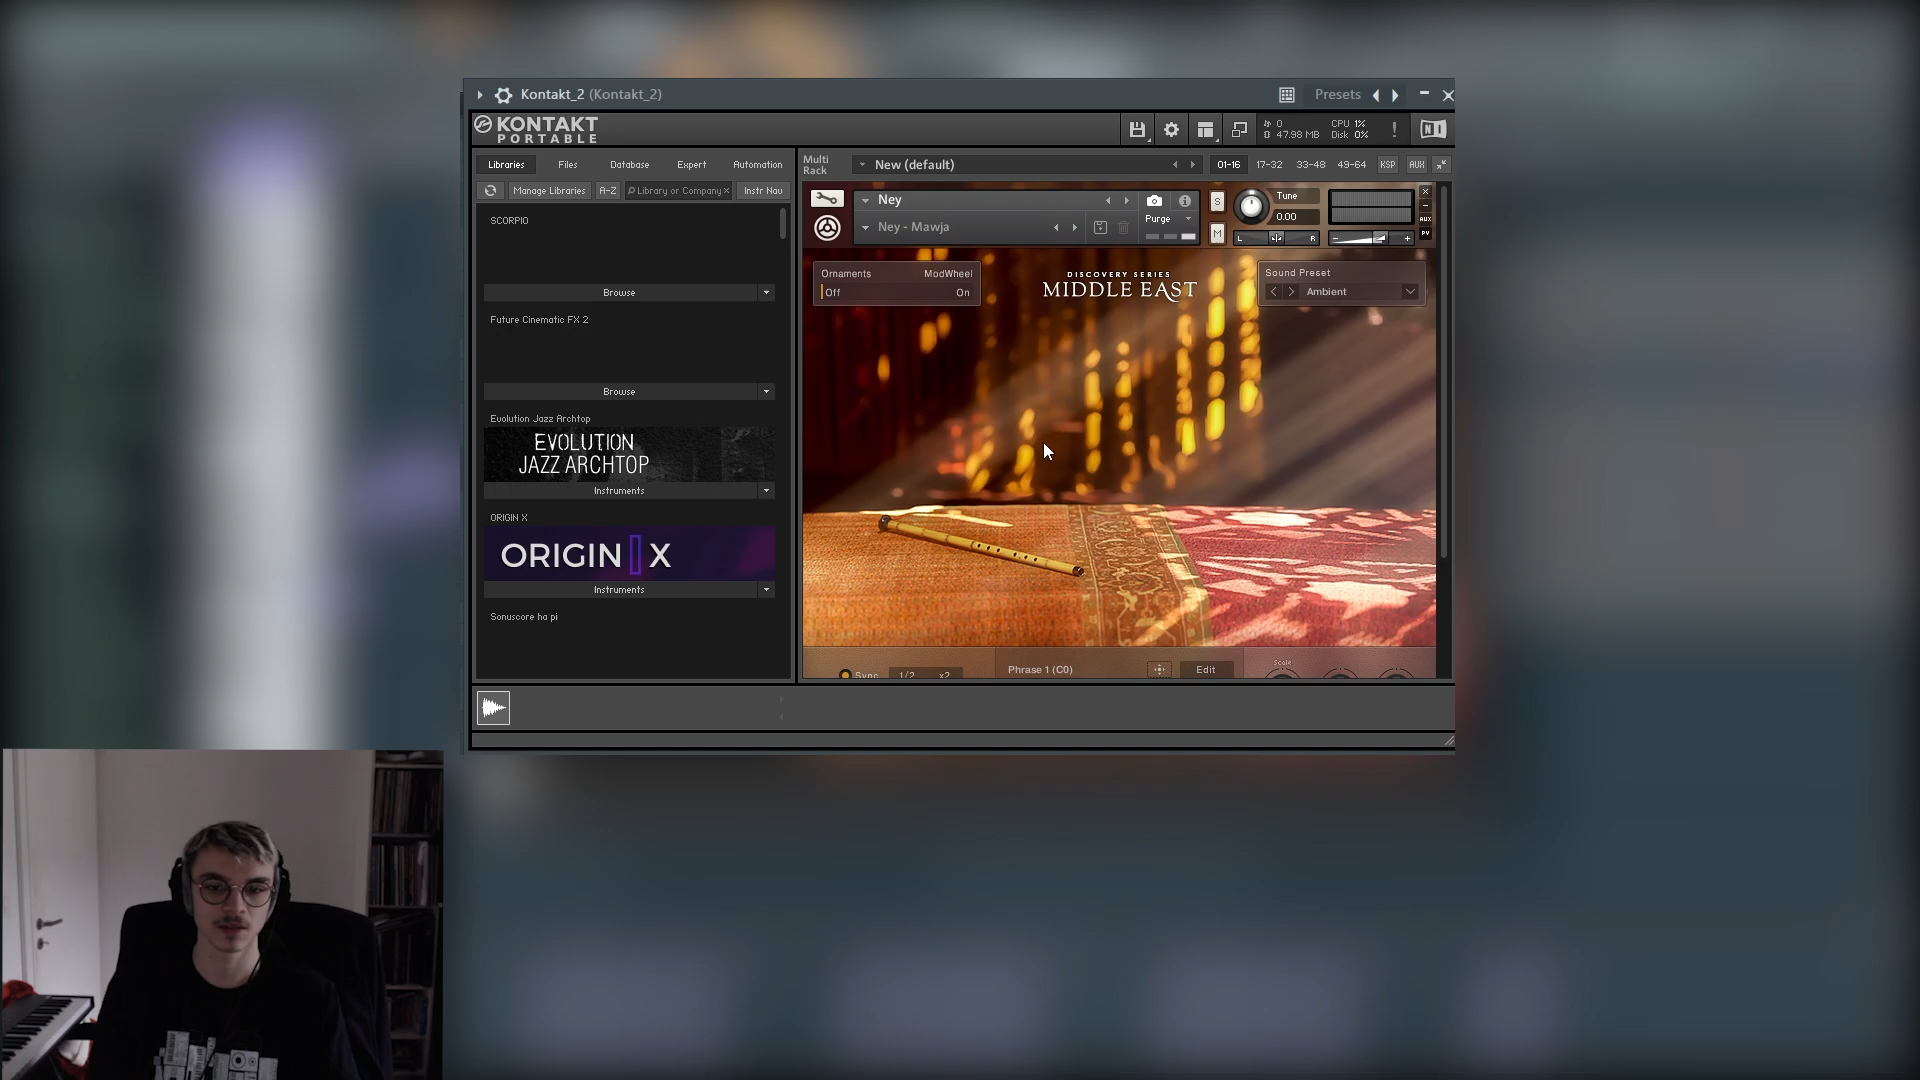 Kontakt_2 (Kontakt_2)
Presets
KONTAKT
PORTABLE
0
47.98 MB
CPU 1%
Disk 0%
!
NI
Libraries
Files
Database
Expert
Automation
Manage Libraries
A-Z
Library or Company
Instr Nav
SCORPIO
Browse
Future Cinematic FX 2
Browse
Evolution Jazz Archtop
EVOLUTION
JAZZ ARCHTOP
Instruments
ORIGIN X
ORIGIN X
Instruments
Sonuscore ha pi
Multi
Rack
New (default)
01-16
17-32
33-48
49-64
KSP
AUX
Ney
Ney - Mawja
Purge
S
M
Tune
0.00
L
R
AUX
PV
Ornaments
ModWheel
Off
On
DISCOVERY SERIES
MIDDLE EAST
Sound Preset
Ambient
Sync
1/2
x2
Phrase 1 (C0)
Edit
Scale